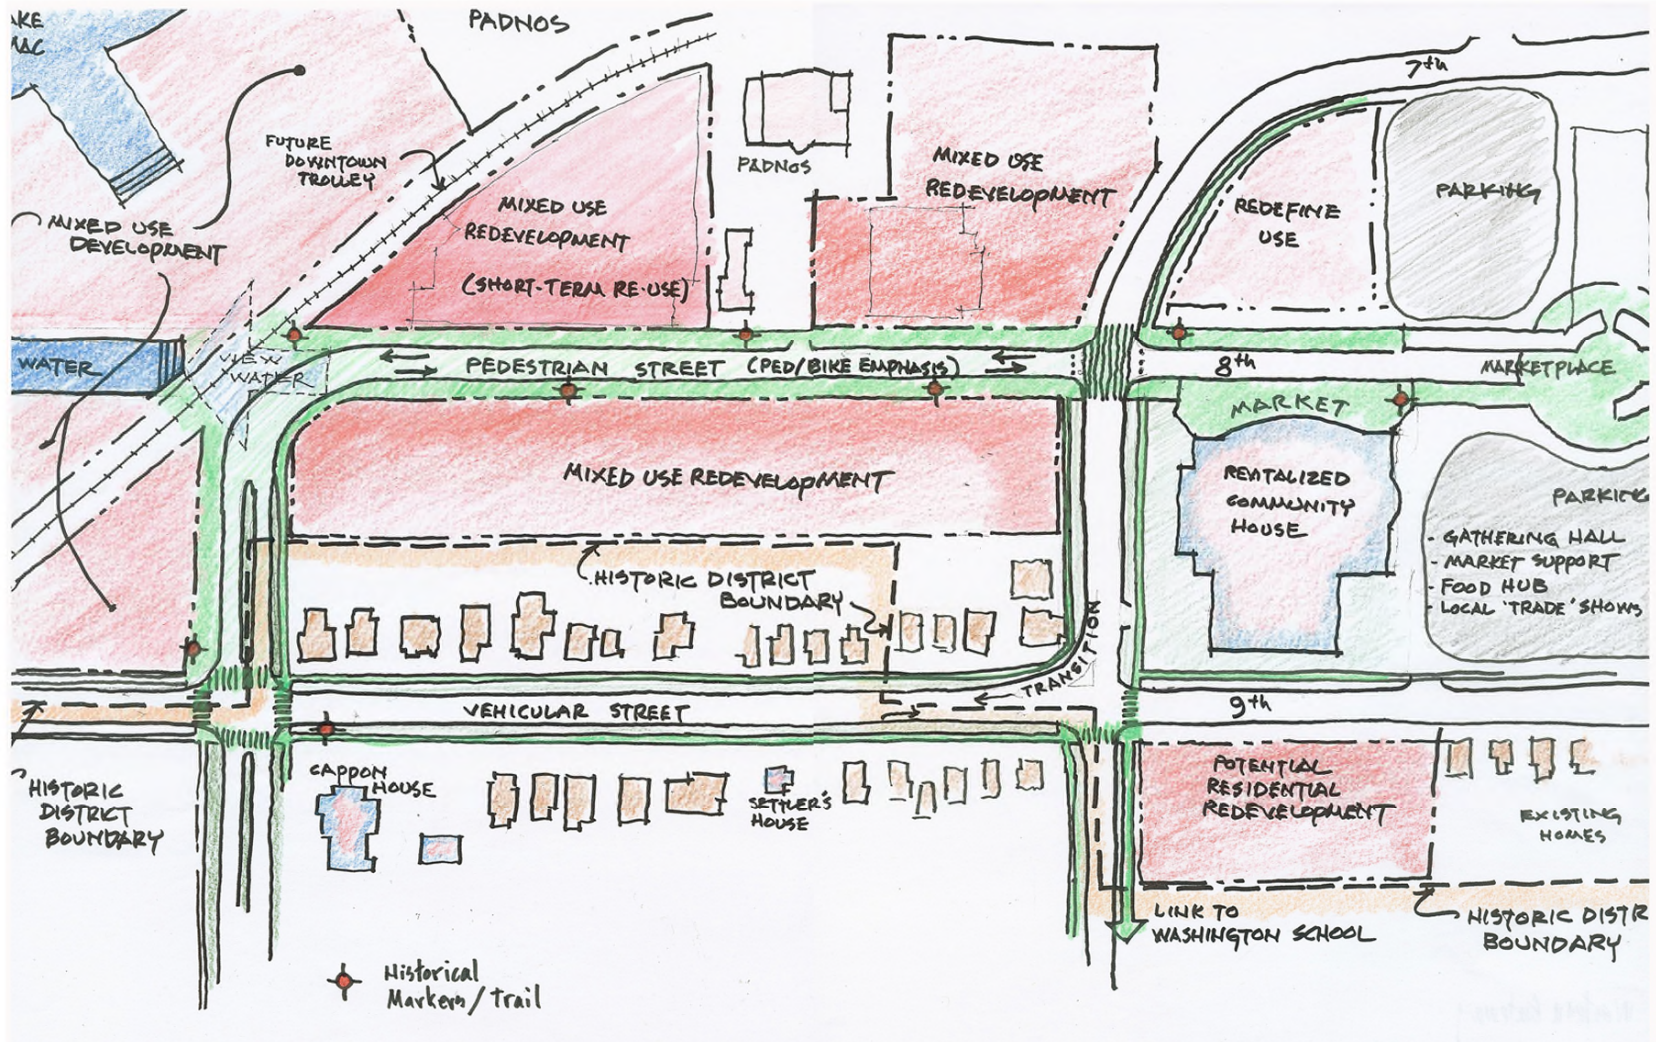 AKE
MAC
PADNOS
7th
FUTURE
DOWNTOWN
TROLLEY
PADNOS
MIXED USE
REDEVELOPMENT
PARKING
MIXED USE
REDEVELOPMENT
(SHORT-TERM RE-USE)
REDEFINE
USE
MIXED USE
DEVELOPMENT
WATER
VIEW
WATER
PEDESTRIAN STREET (PED/BIKE EMPHASIS)
8th
MARKETPLACE
MARKET
MIXED USE REDEVELOPMENT
REVITALIZED
COMMUNITY
HOUSE
PARKING
- GATHERING HALL
- MARKET SUPPORT
- FOOD HUB
- LOCAL 'TRADE' SHOWS
HISTORIC DISTRICT
BOUNDARY
TRANSITION
VEHICULAR STREET
9th
CAPPON
HOUSE
SETTLER'S
HOUSE
HISTORIC
DISTRICT
BOUNDARY
POTENTIAL
RESIDENTIAL
REDEVELOPMENT
EXISTING
HOMES
LINK TO
WASHINGTON SCHOOL
HISTORIC DISTR
BOUNDARY
Historical
Markers/Trail